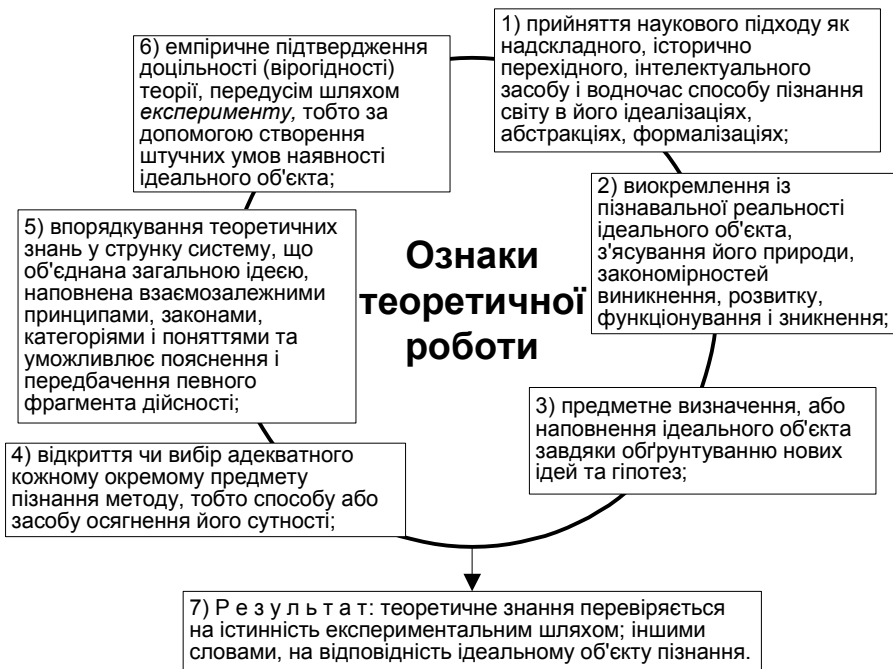 1) прийняття наукового підходу як
надскладного, історично
перехідного, інтелектуального
засобу і водночас способу пізнання
світу в його ідеалізаціях,
абстракціях, формалізаціях;
2) виокремлення із
пізнавальної реальності
ідеального об'єкта,
з'ясування його природи,
закономірностей
виникнення, розвитку,
функціонування і зникнення;
3) предметне визначення, або
наповнення ідеального об'єкта
завдяки обґрунтуванню нових
ідей та гіпотез;
4) відкриття чи вибір адекватного
кожному окремому предмету
пізнання методу, тобто способу або
засобу осягнення його сутності;
5) впорядкування теоретичних
знань у струнку систему, що
об'єднана загальною ідеєю,
наповнена взаємозалежними
принципами, законами,
категоріями і поняттями та
уможливлює пояснення і
передбачення певного
фрагмента дійсності;
6) емпіричне підтвердження
доцільності (вірогідності)
теорії, передусім шляхом
експерименту, тобто за
допомогою створення
штучних умов наявності
ідеального об'єкта;
Ознаки
теоретичної
роботи
7) Р е з у л ь т а т: теоретичне знання перевіряється
на істинність експериментальним шляхом; іншими
словами, на відповідність ідеальному об'єкту пізнання.